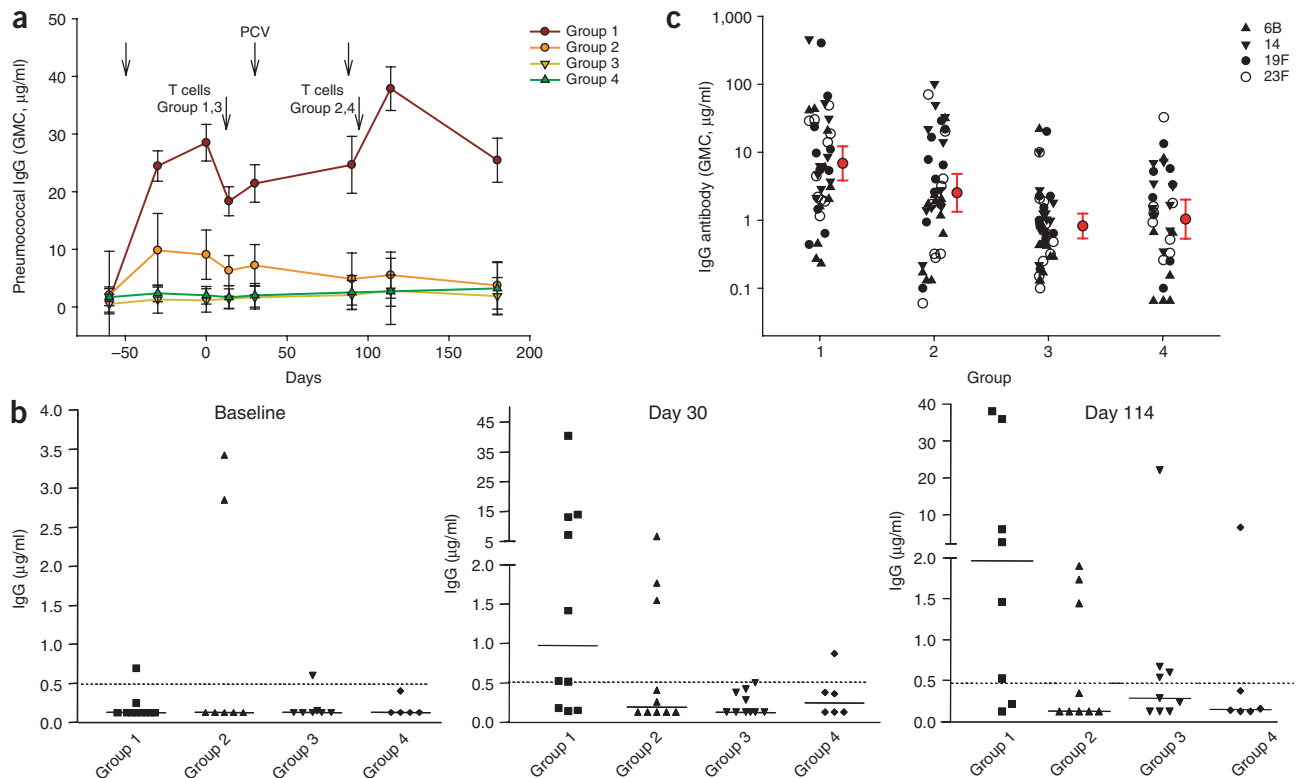 a
Pneumococcal IgG (GMC, µg/ml)
50
40
30
20
10
0
PCV
T cells
Group 1,3
T cells
Group 2,4
Group 1
Group 2
Group 3
Group 4
–50
0
50
100
150
200
Days
c
IgG antibody (GMC, µg/ml)
1,000
100
10
1
0.1
6B
14
19F
23F
1
2
3
4
Group
b
Baseline
IgG (µg/ml)
4.0
3.5
3.0
2.5
2.0
1.5
1.0
0.5
0.0
Group 1
Group 2
Group 3
Group 4
Day 30
IgG (µg/ml)
45
35
25
15
5
2.0
1.5
1.0
0.5
0.0
Group 1
Group 2
Group 3
Group 4
Day 114
IgG (µg/ml)
40
30
20
10
2.0
1.5
1.0
0.5
0.0
Group 1
Group 2
Group 3
Group 4